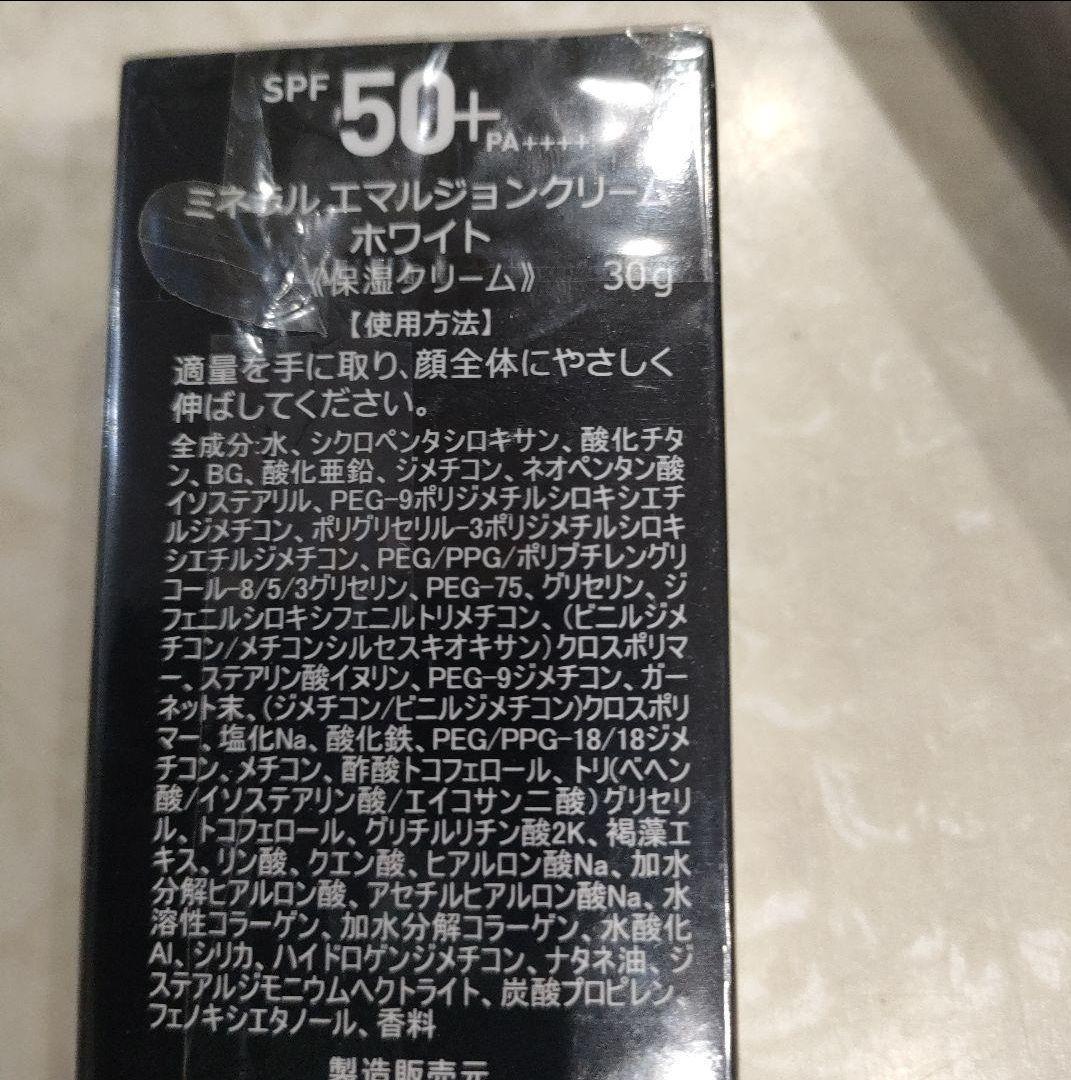 SPF 50+ PA++++
ミネラル エマルジョンクリーム
ホワイト
《保湿クリーム》 30g
【使用方法】
適量を手に取り、顔全体にやさしく
伸ばしてください。
全成分:水、シクロペンタシロキサン、酸化チタ
ン、BG、酸化亜鉛、ジメチコン、ネオペンタン酸
イソステアリル、PEG-9ポリジメチルシロキシエチ
ルジメチコン、ポリグリセリル-3ポリジメチルシロキ
シエチルジメチコン、PEG/PPG/ポリブチレングリ
コール-8/5/3グリセリン、PEG-75、グリセリン、ジ
フェニルシロキシフェニルトリメチコン、(ビニルジメ
チコン/メチコンシルセスキオキサン)クロスポリマ
ー、ステアリン酸イヌリン、PEG-9ジメチコン、ガー
ネット末、(ジメチコン/ビニルジメチコン)クロスポリ
マー、塩化Na、酸化鉄、PEG/PPG-18/18ジメ
チコン、メチコン、酢酸トコフェロール、トリ(ベヘン
酸/イソステアリン酸/エイコサン二酸)グリセリ
ル、トコフェロール、グリチルリチン酸2K、褐藻エ
キス、リン酸、クエン酸、ヒアルロン酸Na、加水
分解ヒアルロン酸、アセチルヒアルロン酸Na、水
溶性コラーゲン、加水分解コラーゲン、水酸化
Al、シリカ、ハイドロゲンジメチコン、ナタネ油、ジ
ステアルジモニウムヘクトライト、炭酸プロピレン、
フェノキシエタノール、香料
製造販売元